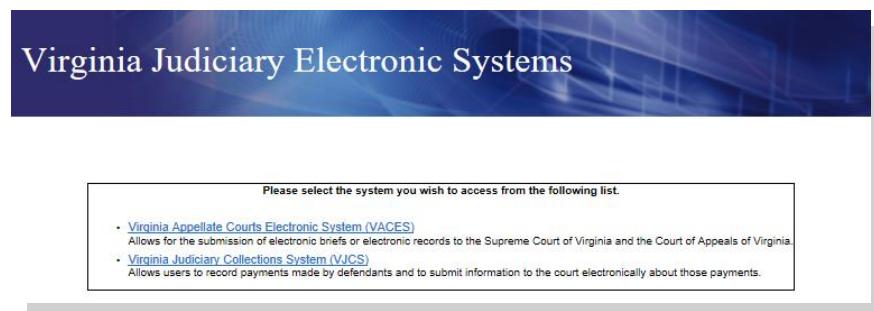 Virginia Judiciary Electronic Systems
Please select the system you wish to access from the following list.
• Virginia Appellate Courts Electronic System (VACES)
Allows for the submission of electronic briefs or electronic records to the Supreme Court of Virginia and the Court of Appeals of Virginia.
• Virginia Judiciary Collections System (VJCS)
Allows users to record payments made by defendants and to submit information to the court electronically about those payments.